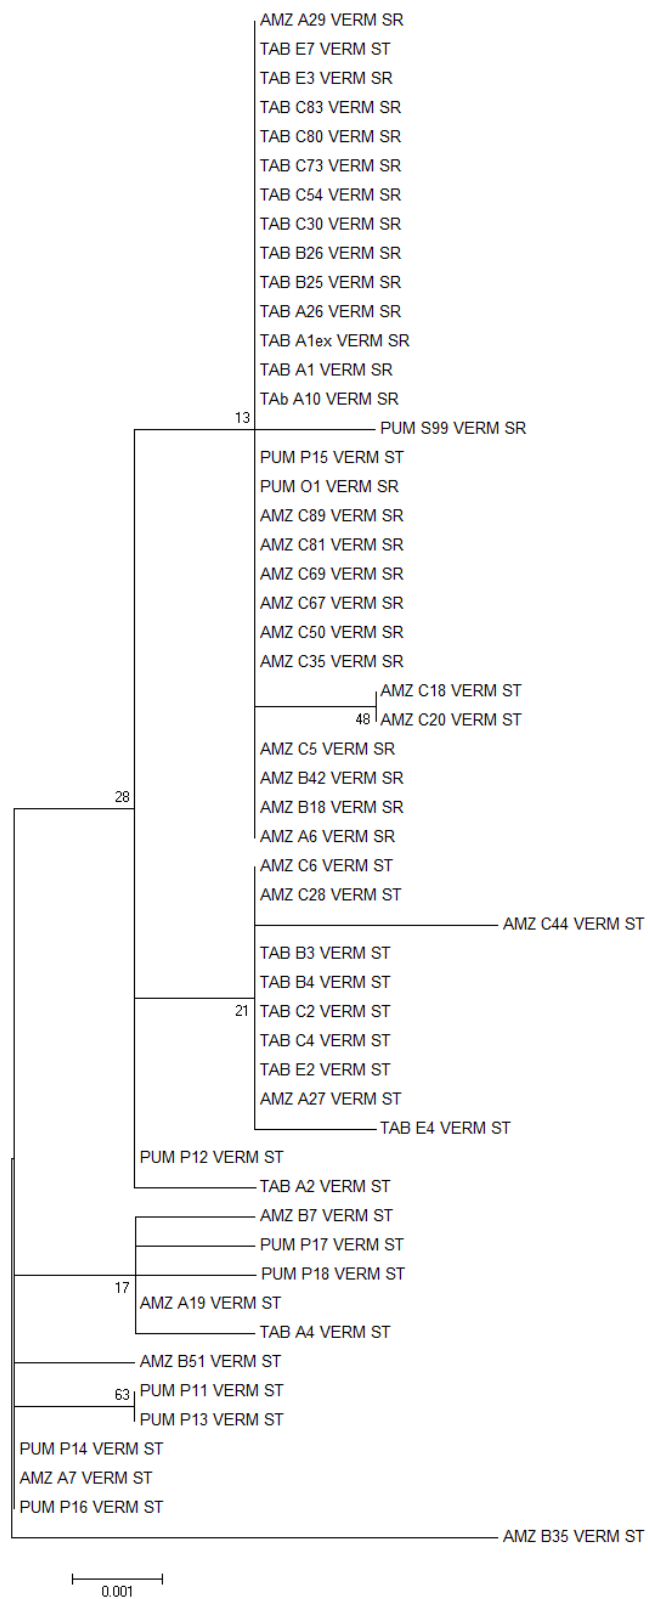 AMZ A29 VERM SR
TAB E7 VERM ST
TAB E3 VERM SR
TAB C83 VERM SR
TAB C80 VERM SR
TAB C73 VERM SR
TAB C54 VERM SR
TAB C30 VERM SR
TAB B26 VERM SR
TAB B25 VERM SR
TAB A26 VERM SR
TAB A1ex VERM SR
TAB A1 VERM SR
TAb A10 VERM SR
13
PUM S99 VERM SR
PUM P15 VERM ST
PUM O1 VERM SR
AMZ C89 VERM SR
AMZ C81 VERM SR
AMZ C69 VERM SR
AMZ C67 VERM SR
AMZ C50 VERM SR
AMZ C35 VERM SR
AMZ C18 VERM ST
48
AMZ C20 VERM ST
AMZ C5 VERM SR
AMZ B42 VERM SR
28
AMZ B18 VERM SR
AMZ A6 VERM SR
AMZ C6 VERM ST
AMZ C28 VERM ST
AMZ C44 VERM ST
TAB B3 VERM ST
TAB B4 VERM ST
21
TAB C2 VERM ST
TAB C4 VERM ST
TAB E2 VERM ST
AMZ A27 VERM ST
TAB E4 VERM ST
PUM P12 VERM ST
TAB A2 VERM ST
AMZ B7 VERM ST
PUM P17 VERM ST
PUM P18 VERM ST
17
AMZ A19 VERM ST
TAB A4 VERM ST
AMZ B51 VERM ST
63
PUM P11 VERM ST
PUM P13 VERM ST
PUM P14 VERM ST
AMZ A7 VERM ST
PUM P16 VERM ST
AMZ B35 VERM ST
0.001